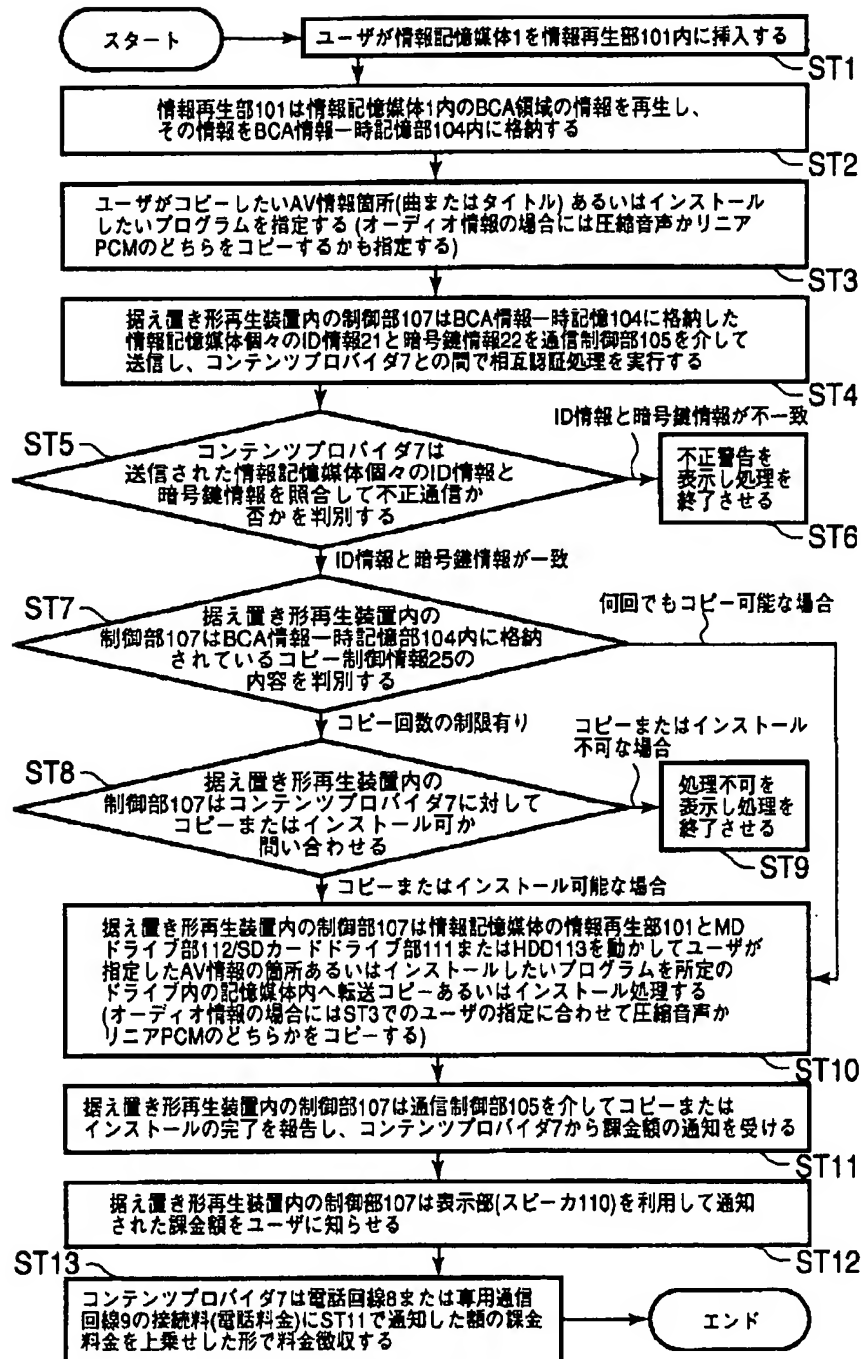 スタート
ユーザが情報記憶媒体1を情報再生部101内に挿入する
ST1
情報再生部101は情報記憶媒体1内のBCA領域の情報を再生し、
その情報をBCA情報一時記憶部104内に格納する
ST2
ユーザがコピーしたいAV情報箇所(曲またはタイトル) あるいはインストール
したいプログラムを指定する (オーディオ情報の場合には圧縮音声かリニア
PCMのどちらをコピーするかも指定する)
ST3
据え置き形再生装置内の制御部107はBCA情報一時記憶104に格納した
情報記憶媒体個々のID情報21と暗号鍵情報22を通信制御部105を介して
送信し、コンテンツプロバイダ7との間で相互認証処理を実行する
ST4
ID情報と暗号鍵情報が不一致
ST5
コンテンツプロバイダ7は
送信された情報記憶媒体個々のID情報と
暗号鍵情報を照合して不正通信か
否かを判別する
不正警告を
表示し処理を
終了させる
ST6
ID情報と暗号鍵情報が一致
ST7
据え置き形再生装置内の
制御部107はBCA情報一時記憶部104内に格納
されているコピー制御情報25の
内容を判別する
何回でもコピー可能な場合
コピー回数の制限有り
コピーまたはインストール
不可な場合
ST8
据え置き形再生装置内の
制御部107はコンテンツプロバイダ7に対して
コピーまたはインストール可か
問い合わせる
処理不可を
表示し処理を
終了させる
ST9
コピーまたはインストール可能な場合
据え置き形再生装置内の制御部107は情報記憶媒体の情報再生部101とMD
ドライブ部112/SDカードドライブ部111またはHDD113を動かしてユーザが
指定したAV情報の箇所あるいはインストールしたいプログラムを所定の
ドライブ内の記憶媒体内へ転送コピーあるいはインストール処理する
(オーディオ情報の場合にはST3でのユーザの指定に合わせて圧縮音声か
リニアPCMのどちらかをコピーする)
ST10
据え置き形再生装置内の制御部107は通信制御部105を介してコピーまたは
インストールの完了を報告し、コンテンツプロバイダ7から課金額の通知を受ける
ST11
据え置き形再生装置内の制御部107は表示部(スピーカ110)を利用して通知
された課金額をユーザに知らせる
ST12
ST13
コンテンツプロバイダ7は電話回線8または専用通信
回線9の接続料(電話料金)にST11で通知した額の課金
料金を上乗せした形で料金徴収する
エンド